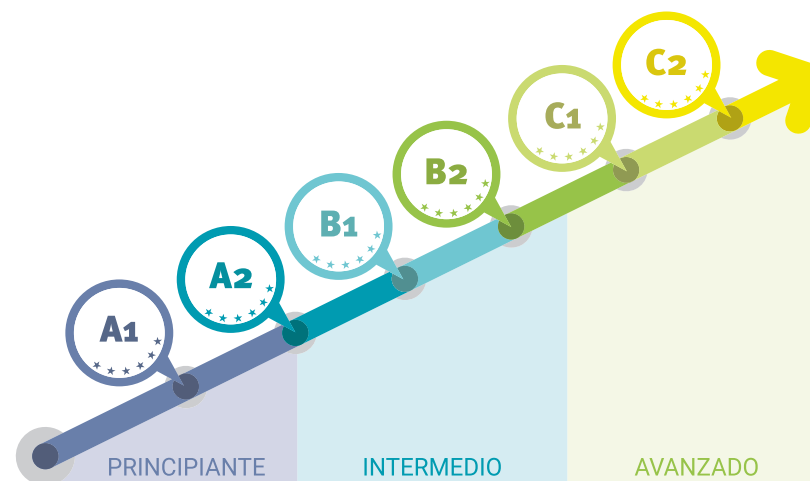 A1
A2
B1
B2
C1
C2
PRINCIPIANTE
INTERMEDIO
AVANZADO